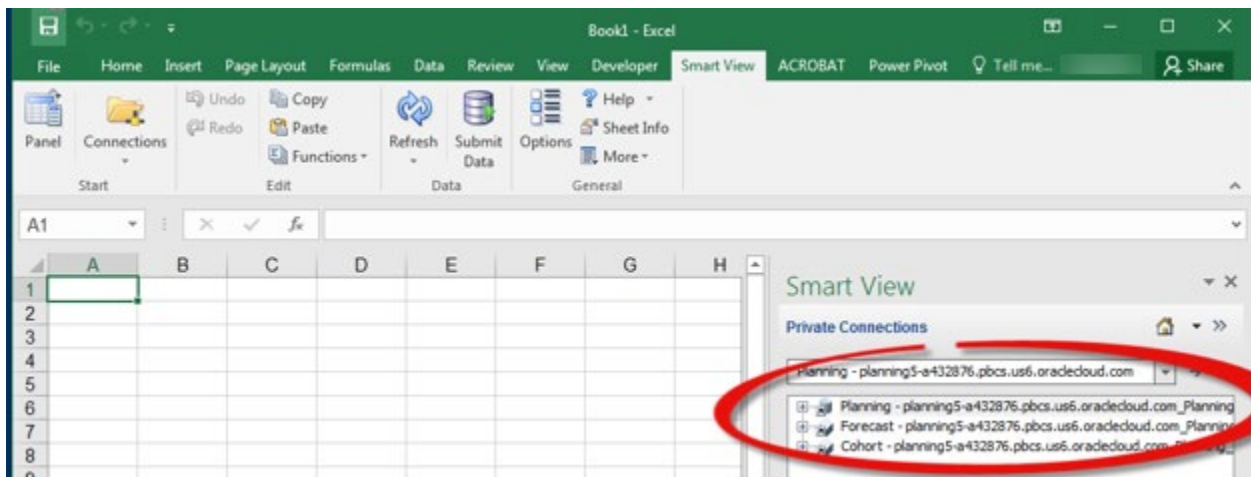 Book1 - Excel
File Home Insert Page Layout Formulas Data Review View Developer Smart View ACROBAT Power Pivot Tell me... Share
Undo Copy Help
Redo Paste Sheet Info
Panel Connections Functions Refresh Submit Data Options More
Start Edit Data General
A1 fx
A B C D E F G H
1
2
3
4
5
6
7
8
Smart View
Private Connections
Planning - planning5-a432876.pbcs.us6.oraclecloud.com
Planning - planning5-a432876.pbcs.us6.oraclecloud.com_Planning
Forecast - planning5-a432876.pbcs.us6.oraclecloud.com_Planning
Cohort - planning5-a432876.pbcs.us6.oraclecloud.com_Planning_